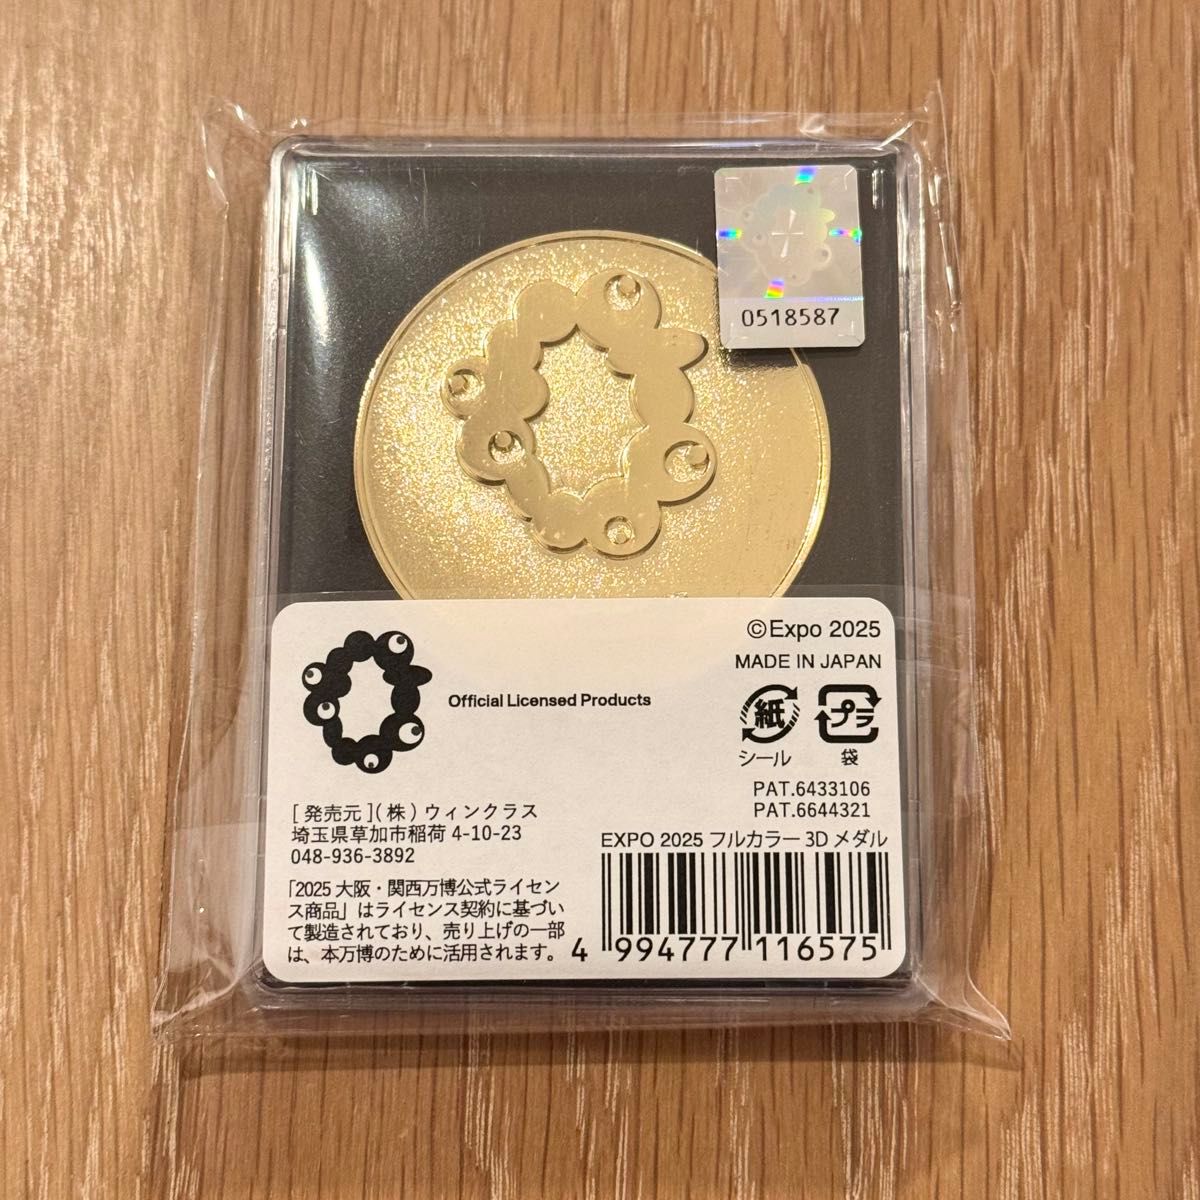 0518587
©Expo 2025
MADE IN JAPAN
Official Licensed Products
紙
プラ
シール
袋
PAT.6433106
PAT.6644321
[ 発売元 ](株) ウィンクラス
埼玉県草加市稲荷 4-10-23
048-936-3892
EXPO 2025 フルカラー 3D メダル
「2025 大阪・関西万博公式ライセン
ス商品」はライセンス契約に基づい
て製造されており、売り上げの一部
は、本万博のために活用されます。
4 994777 116575